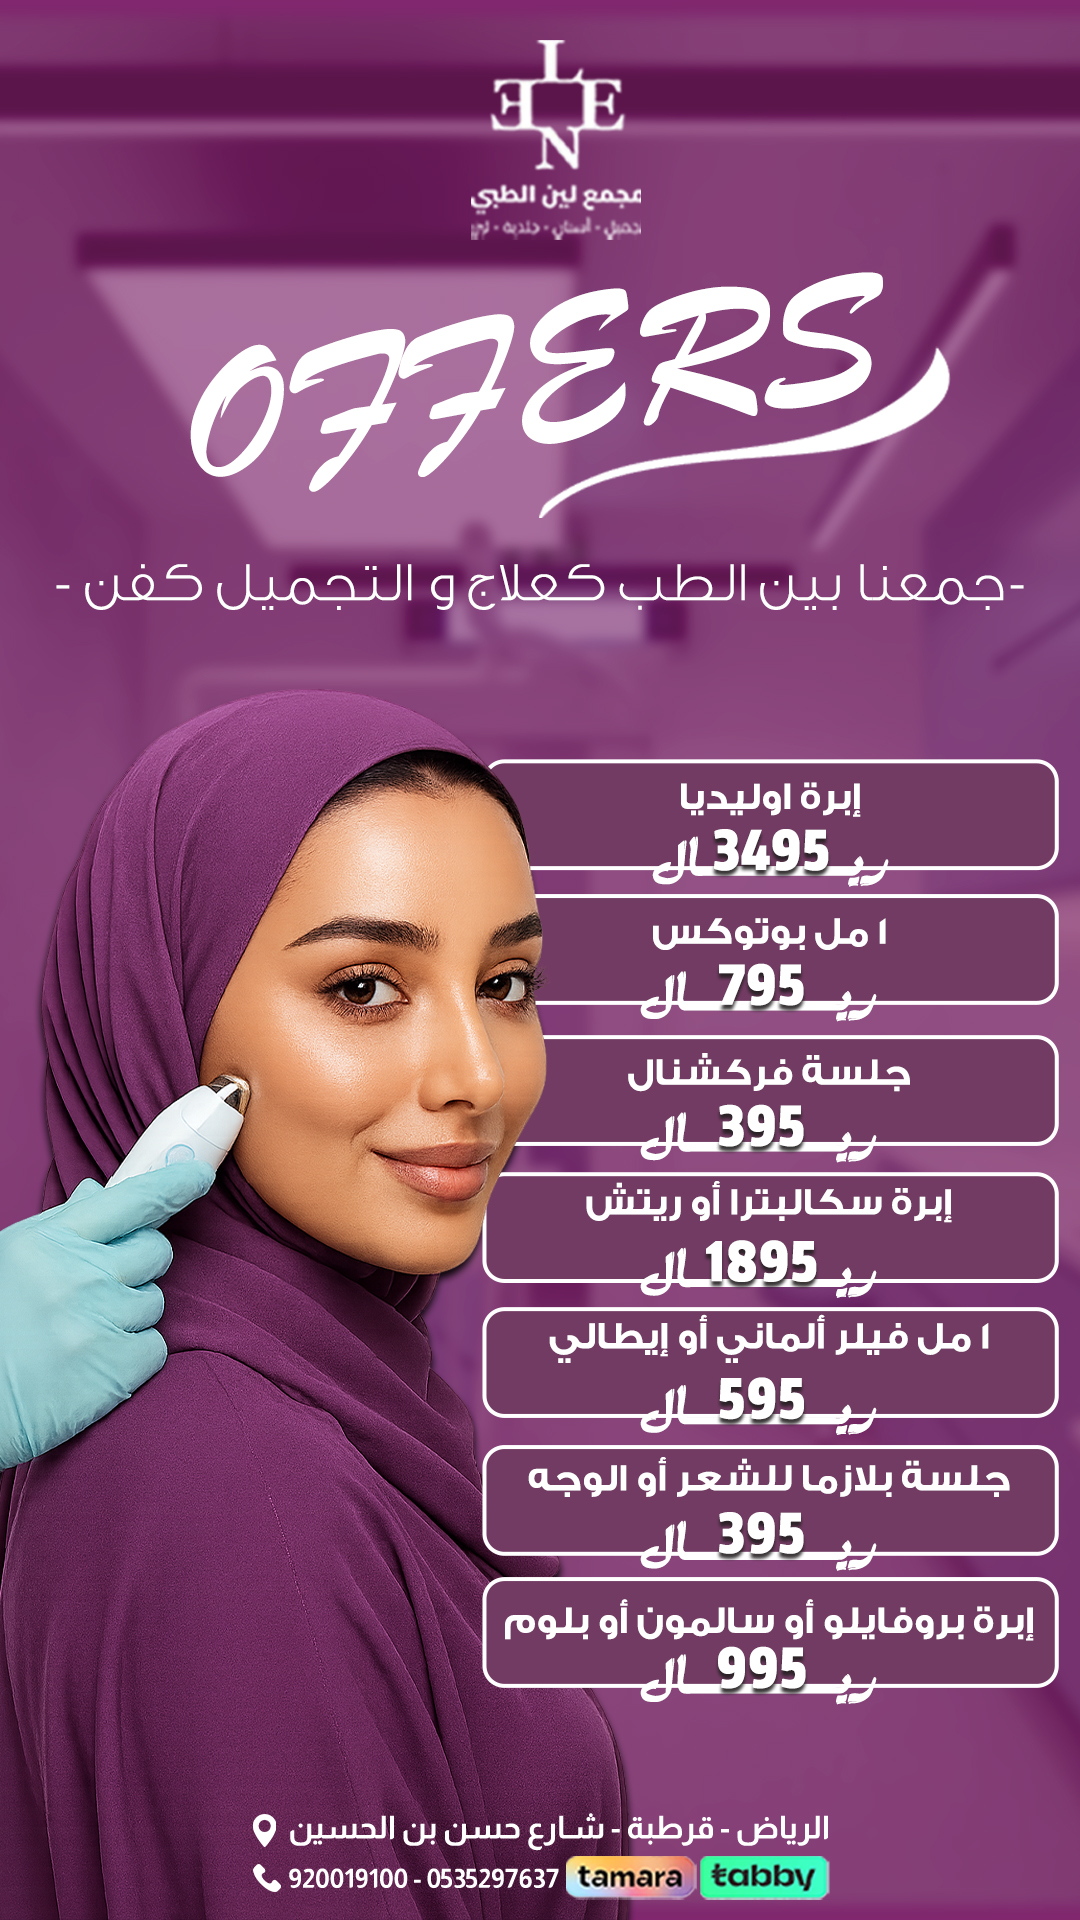 L
E E
N
مجمع لين الطبي
OFFERS
-جمعنا بين الطب كعلاج و التجميل كفن -
إبرة اوليديا
3495 ريال
1 مل بوتوكس
795 ريال
جلسة فركشنال
395 ريال
إبرة سكالبترا أو ريتش
1895 ريال
1 مل فيلر ألماني أو إيطالي
595 ريال
جلسة بلازما للشعر أو الوجه
395 ريال
إبرة بروفايلو أو سالمون أو بلوم
995 ريال
الرياض - قرطبة - شارع حسن بن الحسين
920019100 - 0535297637 tamara tabby